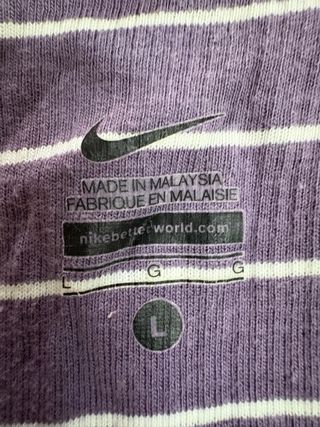 MADE IN MALAYSIA
FABRIQUE EN MALAISIE
nikebetterworld.com
L G G
L